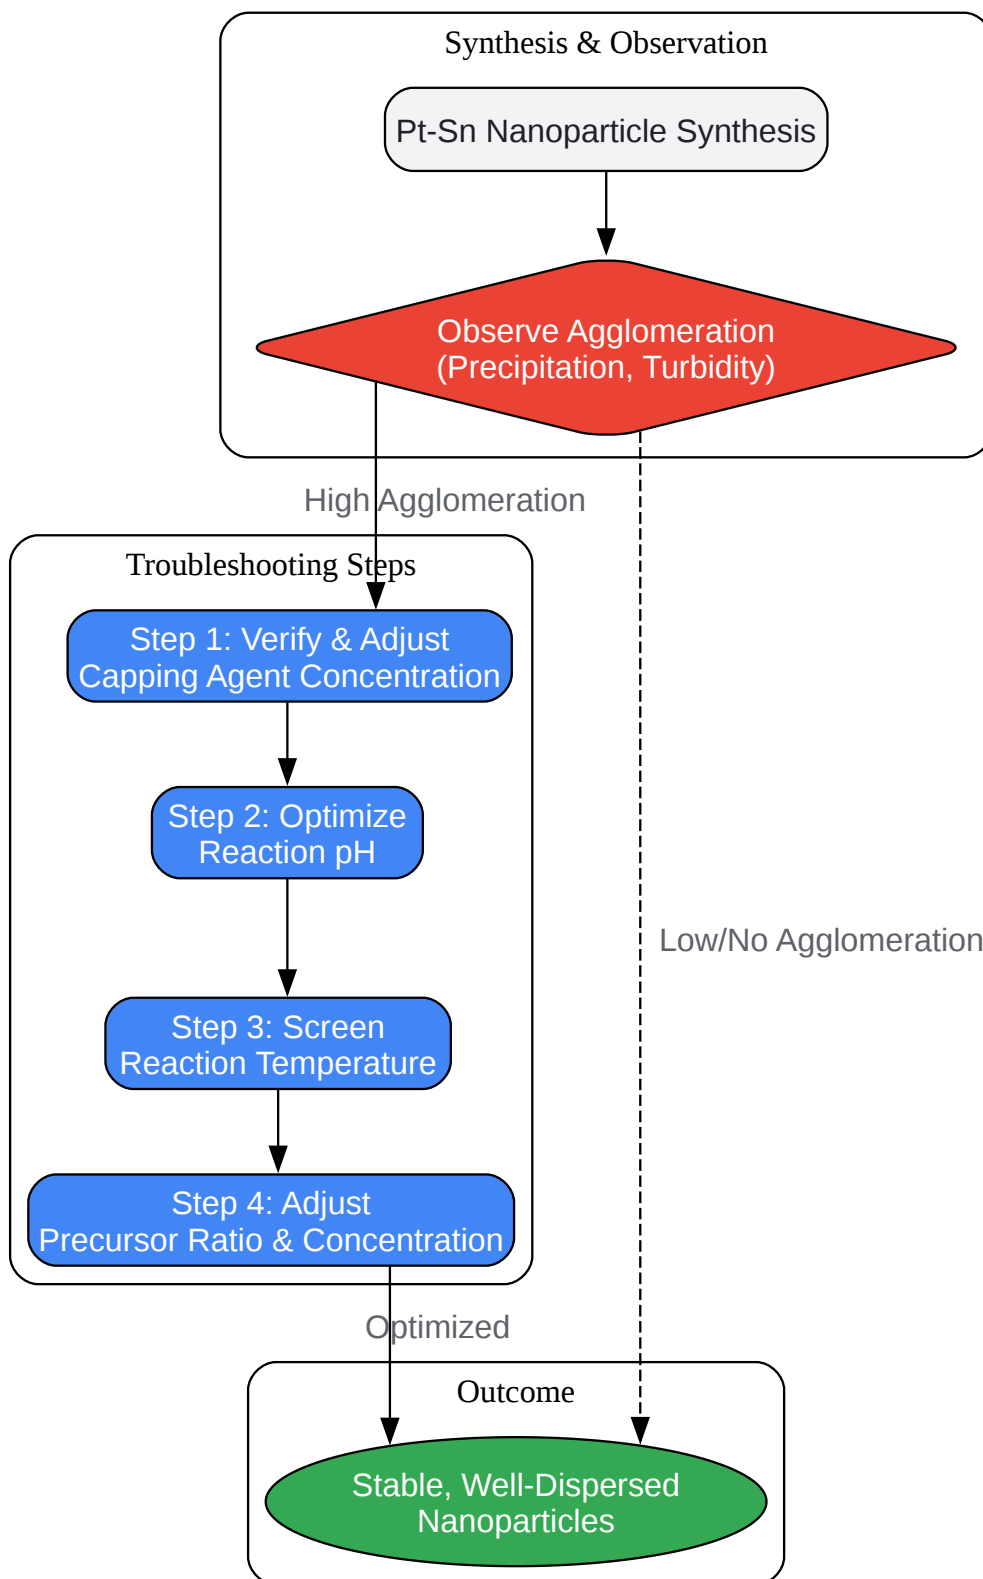 Synthesis & Observation
Pt-Sn Nanoparticle Synthesis
Observe Agglomeration
(Precipitation, Turbidity)
High Agglomeration
Troubleshooting Steps
Step 1: Verify & Adjust
Capping Agent Concentration
Step 2: Optimize
Reaction pH
Low/No Agglomeration
Step 3: Screen
Reaction Temperature
Step 4: Adjust
Precursor Ratio & Concentration
Optimized
Outcome
Stable, Well-Dispersed
Nanoparticles